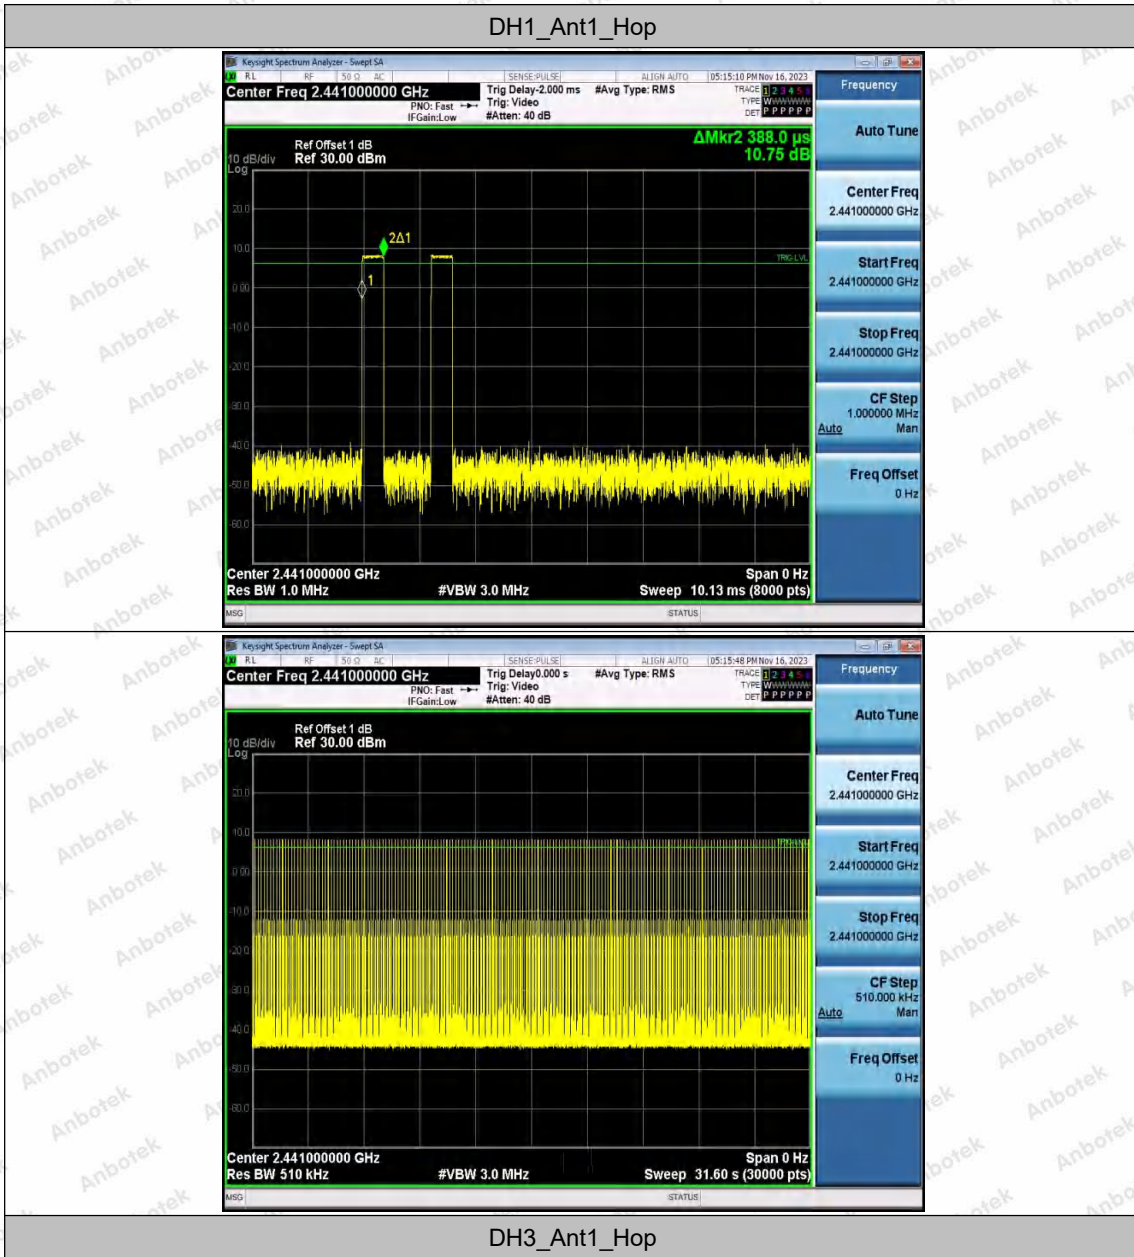 DH1_Ant1_Hop
Keysight Spectrum Analyzer - Swept SA
RL RF 50 Ω AC SENSE:PULSE ALIGN AUTO 05:15:10 PM Nov 16, 2023
Center Freq 2.441000000 GHz
PNO: Fast
IFGain:Low
Trig Delay-2.000 ms
Trig: Video
#Atten: 40 dB
#Avg Type: RMS
TRACE 1 2 3 4 5 6
TYPE WWWWWW
DET P P P P P P
Frequency
Auto Tune
Center Freq
2.441000000 GHz
Start Freq
2.441000000 GHz
Stop Freq
2.441000000 GHz
CF Step
1.000000 MHz
Auto Man
Freq Offset
0 Hz
ΔMkr2 388.0 µs
10.75 dB
Ref Offset 1 dB
10 dB/div Ref 30.00 dBm
Log
20.0
10.0
0.00
-10.0
-20.0
-30.0
-40.0
-50.0
-60.0
2Δ1
1
TRIG LVL
Center 2.441000000 GHz Span 0 Hz
Res BW 1.0 MHz #VBW 3.0 MHz Sweep 10.13 ms (8000 pts)
MSG STATUS
Keysight Spectrum Analyzer - Swept SA
RL RF 50 Ω AC SENSE:PULSE ALIGN AUTO 05:15:48 PM Nov 16, 2023
Center Freq 2.441000000 GHz
PNO: Fast
IFGain:Low
Trig Delay0.000 s
Trig: Video
#Atten: 40 dB
#Avg Type: RMS
TRACE 1 2 3 4 5 6
TYPE WWWWWW
DET P P P P P P
Frequency
Auto Tune
Center Freq
2.441000000 GHz
Start Freq
2.441000000 GHz
Stop Freq
2.441000000 GHz
CF Step
510.000 kHz
Auto Man
Freq Offset
0 Hz
Ref Offset 1 dB
10 dB/div Ref 30.00 dBm
Log
20.0
10.0
0.00
-10.0
-20.0
-30.0
-40.0
-50.0
-60.0
TRIG LVL
Center 2.441000000 GHz Span 0 Hz
Res BW 510 kHz #VBW 3.0 MHz Sweep 31.60 s (30000 pts)
MSG STATUS
DH3_Ant1_Hop
Anbotek